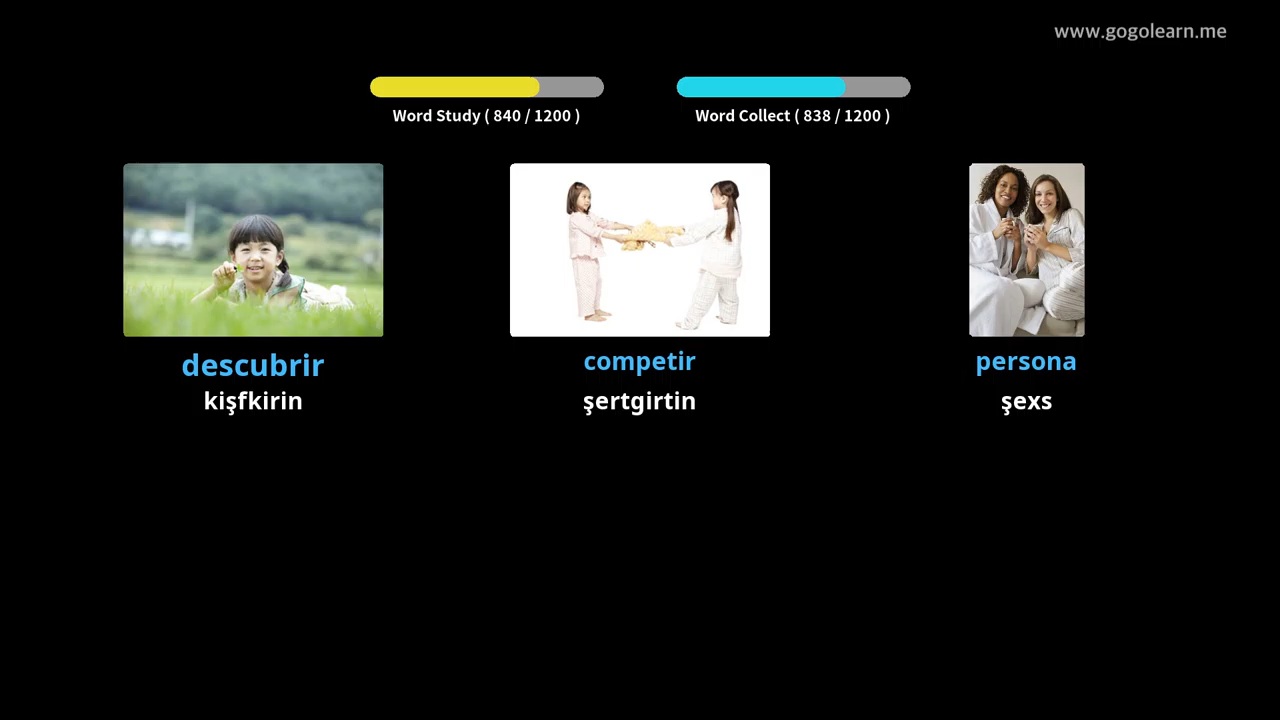 www.gogolearn.me
Word Study ( 840 / 1200 )
Word Collect ( 838 / 1200 )
descubrir
kişfkirin
competir
şertgirtin
persona
şexs